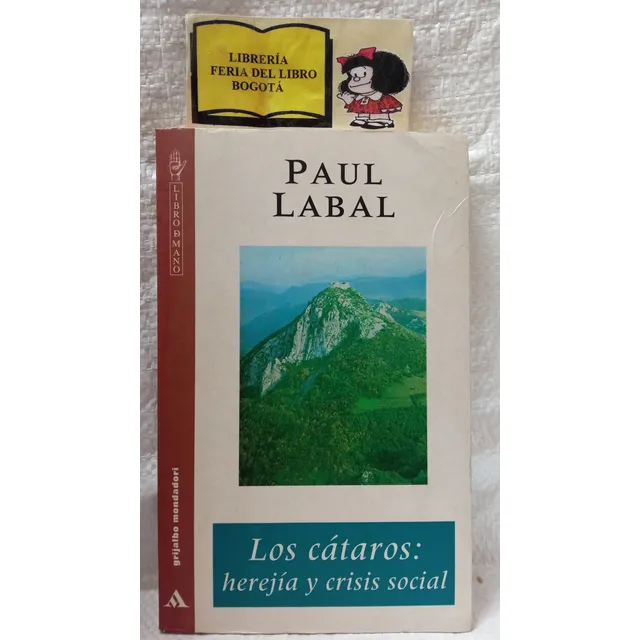 LIBRERÍA
FERIA DEL LIBRO
BOGOTÁ
PAUL
LABAL
LIBRO DE MANO
Los cátaros:
herejía y crisis social
grijalbo mondadori